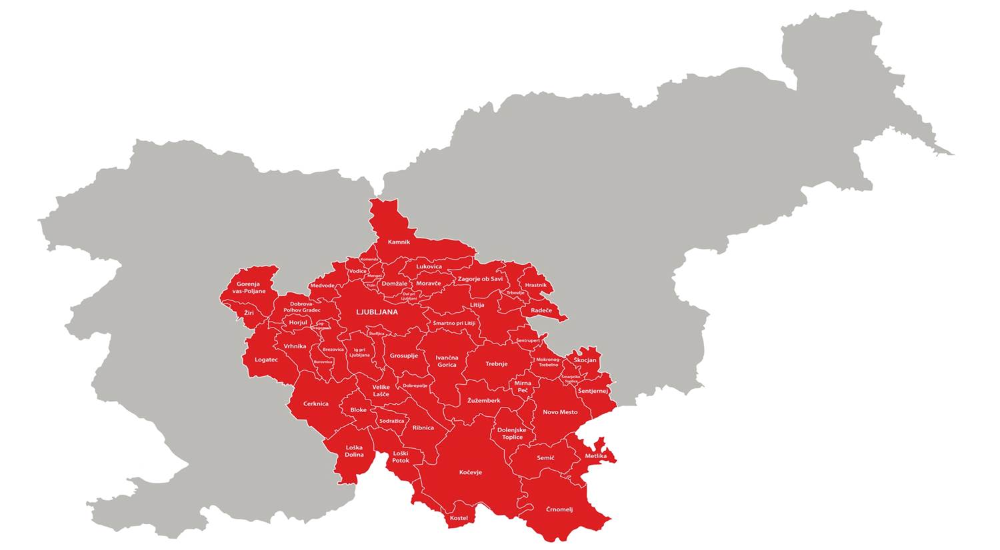 Kamnik
Komenda
Vodice
Mengeš
Trzin
Lukovica
Domžale
Moravče
Dol pri
Ljubljani
Zagorje ob Savi
Hrastnik
Trbovlje
Radeče
Gorenja
vas-Poljane
Žiri
Medvode
Dobrova-
Polhov Gradec
Horjul
Log-
Dragomer
LJUBLJANA
Litija
Šmartno pri Litiji
Škofljica
Vrhnika
Logatec
Brezovica
Borovnica
Ig pri
Ljubljana
Grosuplje
Ivančna
Gorica
Šentrupert
Trebnje
Mokronog-
Trebelno
Škocjan
Šmarješke
Toplice
Šentjernej
Mirna
Peč
Velike
Lašče
Dobrepolje
Žužemberk
Cerknica
Bloke
Sodražica
Ribnica
Novo Mesto
Dolenjske
Toplice
Loška
Dolina
Loški
Potok
Semič
Metlika
Kočevje
Kostel
Črnomelj